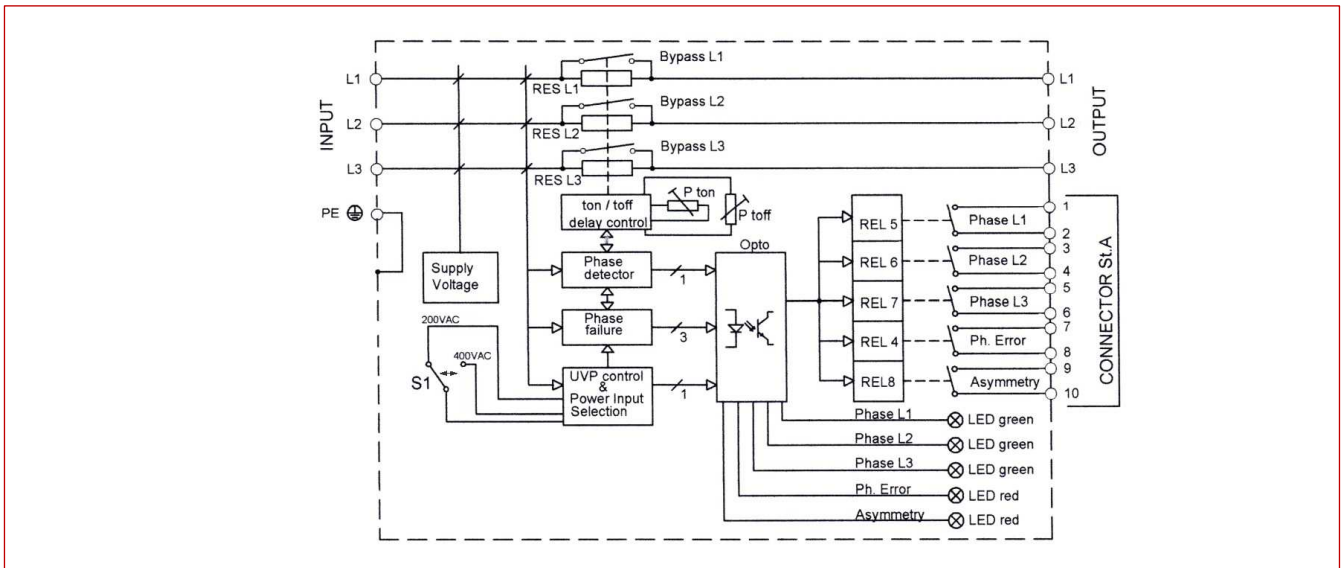 Bypass L1
L1
RES L1
L1
Bypass L2
L2
RES L2
L2
Bypass L3
L3
RES L3
L3
INPUT
OUTPUT
PE
ton / toff
delay control
P ton
P toff
Supply
Voltage
Phase
detector
1
Phase
failure
3
UVP control
&
Power Input
Selection
1
200VAC
400VAC
S1
Opto
REL 5
Phase L1
1
2
REL 6
Phase L2
3
4
REL 7
Phase L3
5
6
REL 4
Ph. Error
7
8
REL8
Asymmetry
9
10
CONNECTOR St.A
Phase L1
LED green
Phase L2
LED green
Phase L3
LED green
Ph. Error
LED red
Asymmetry
LED red